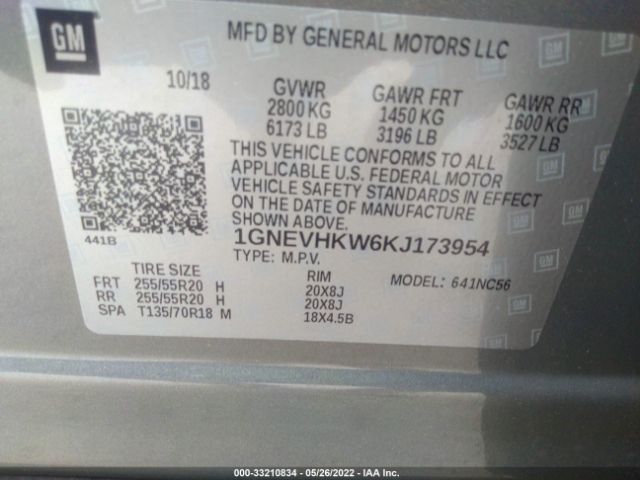 GM
MFD BY GENERAL MOTORS LLC
10/18
GVWR GAWR FRT GAWR RR
2800 KG 1450 KG 1600 KG
6173 LB 3196 LB 3527 LB
THIS VEHICLE CONFORMS TO ALL
APPLICABLE U.S. FEDERAL MOTOR
VEHICLE SAFETY STANDARDS IN EFFECT
ON THE DATE OF MANUFACTURE
SHOWN ABOVE.
441B
1GNEVHKW6KJ173954
TYPE: M.P.V. MODEL: 641NC56
TIRE SIZE RIM
FRT 255/55R20 H 20X8J
RR 255/55R20 H 20X8J
SPA T135/70R18 M 18X4.5B
000-33210834 / 05/26/2022 / IAA Inc. / Copart